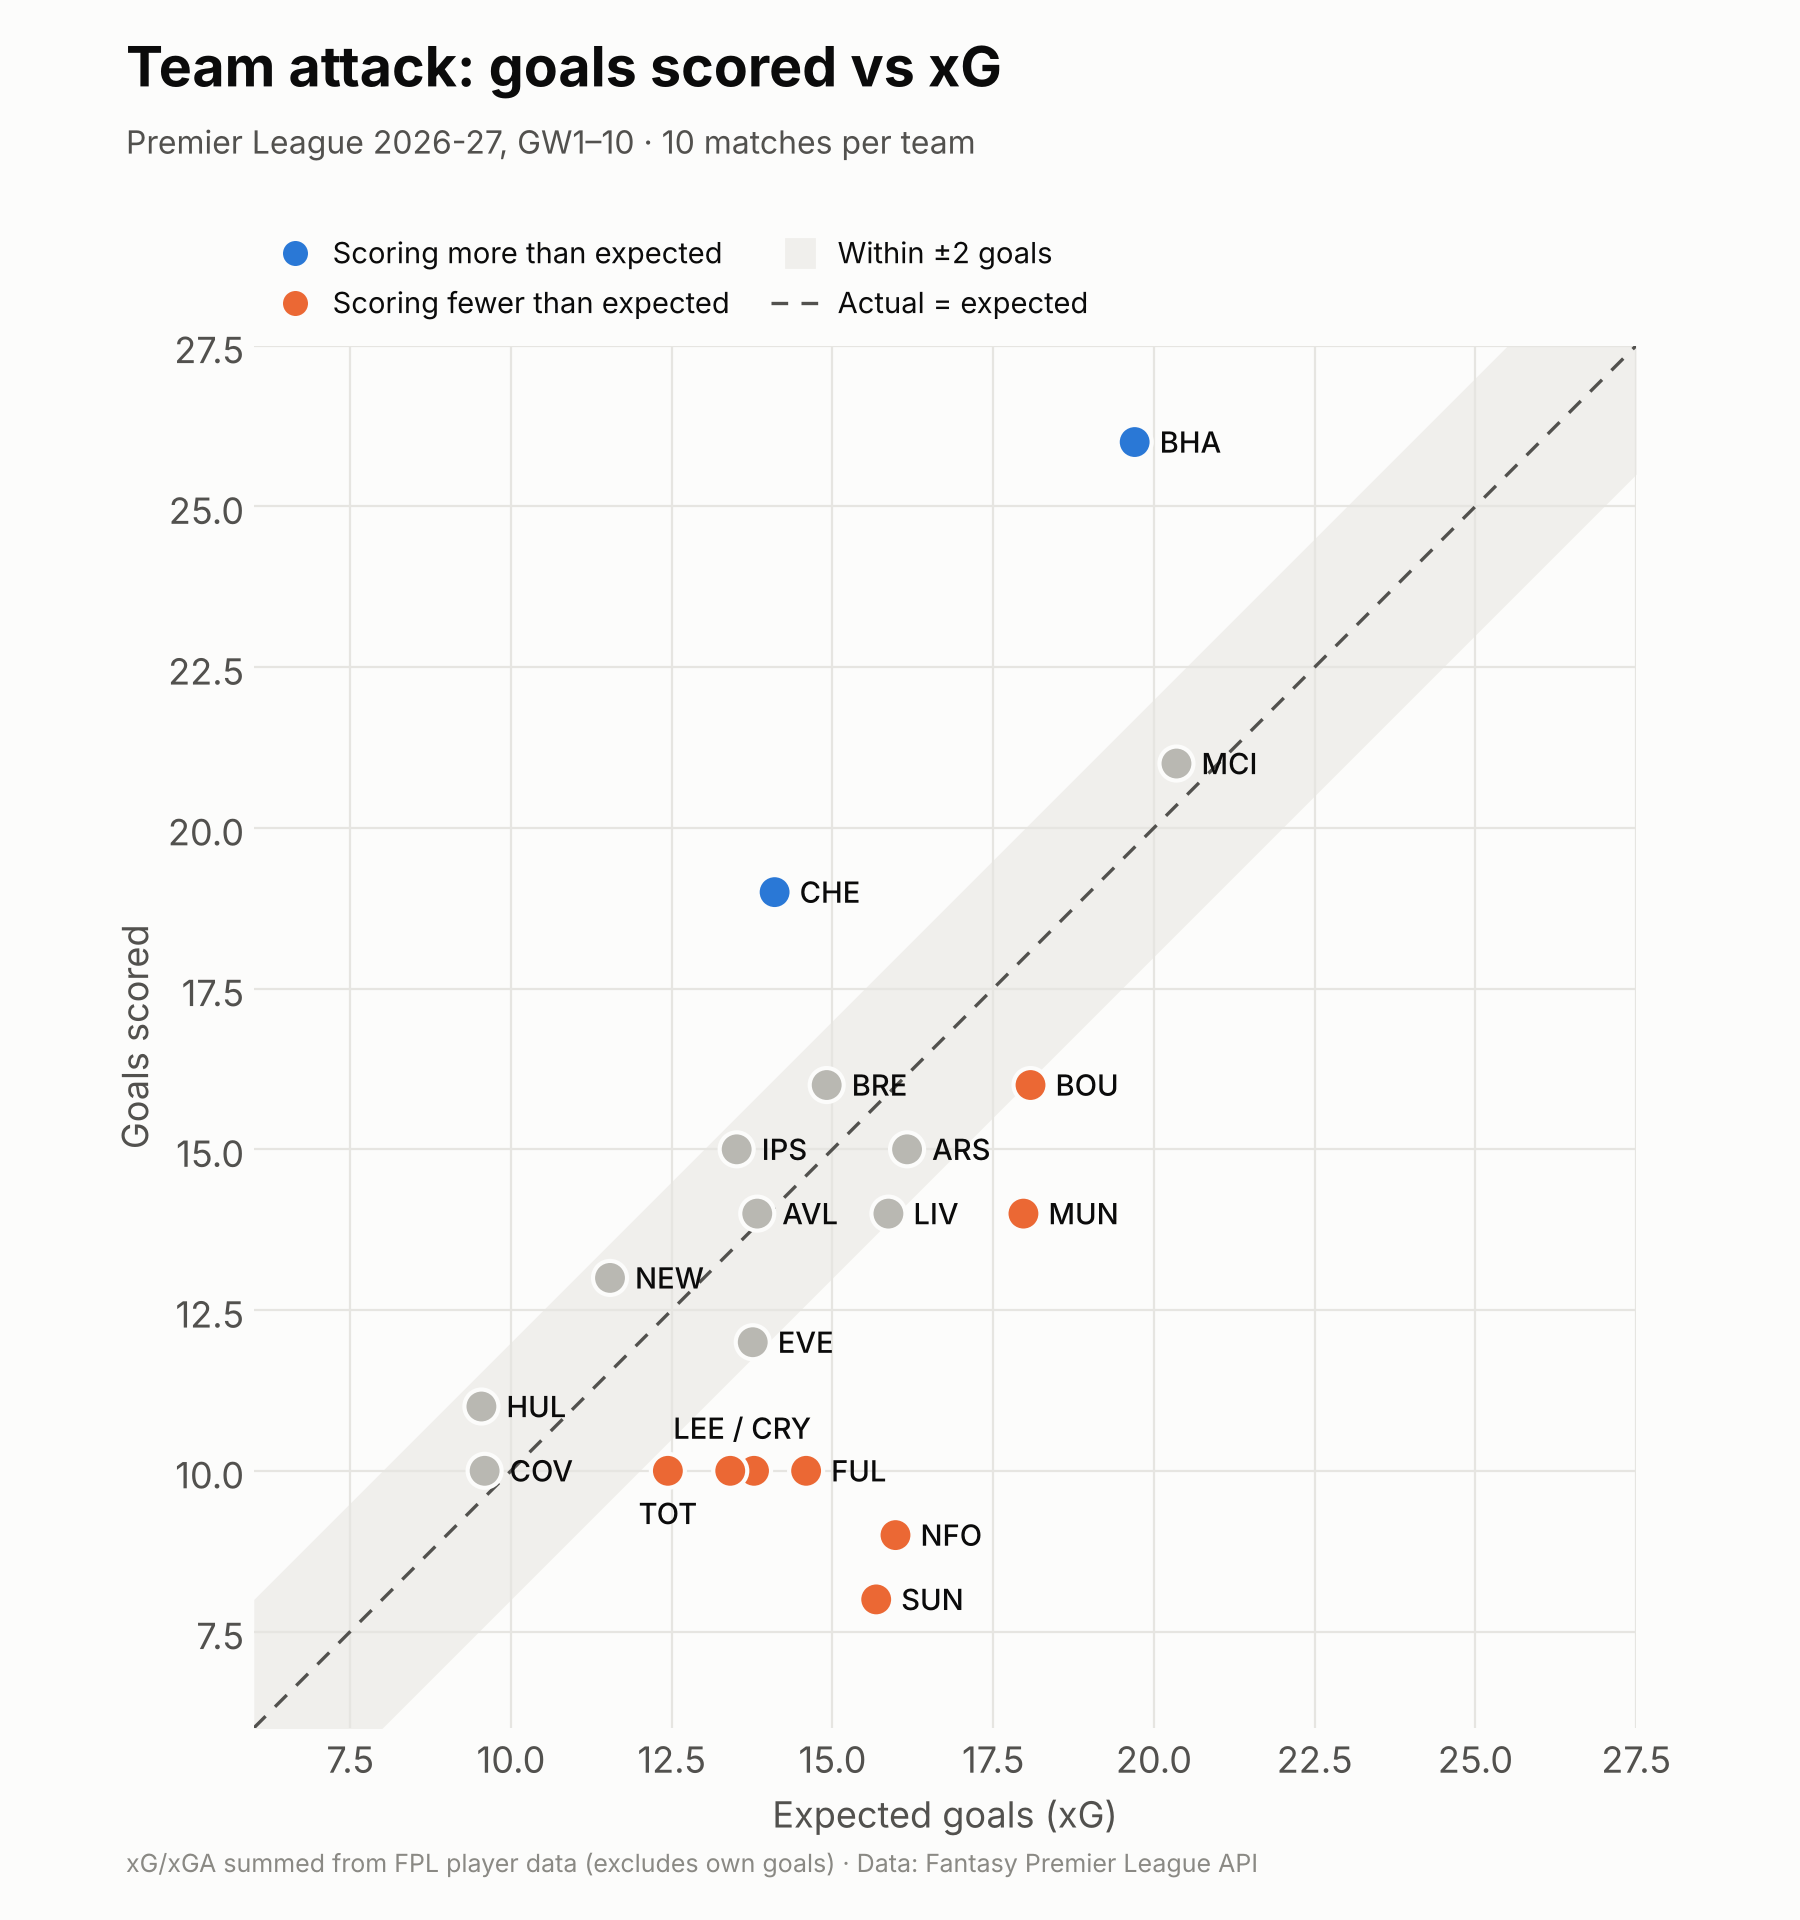 Team attack: goals scored vs xG
Premier League 2026-27, GW1–10 · 10 matches per team
Scoring more than expected
Within ±2 goals
Scoring fewer than expected
Actual = expected
27.5
BHA
25.0
22.5
MCI
20.0
CHE
Goals scored
17.5
BRE
BOU
15.0
IPS
ARS
AVL
LIV
MUN
NEW
12.5
EVE
HUL
LEE / CRY
10.0
COV
FUL
TOT
NFO
SUN
7.5
7.5 10.0 12.5 15.0 17.5 20.0 22.5 25.0 27.5
Expected goals (xG)
xG/xGA summed from FPL player data (excludes own goals) · Data: Fantasy Premier League API